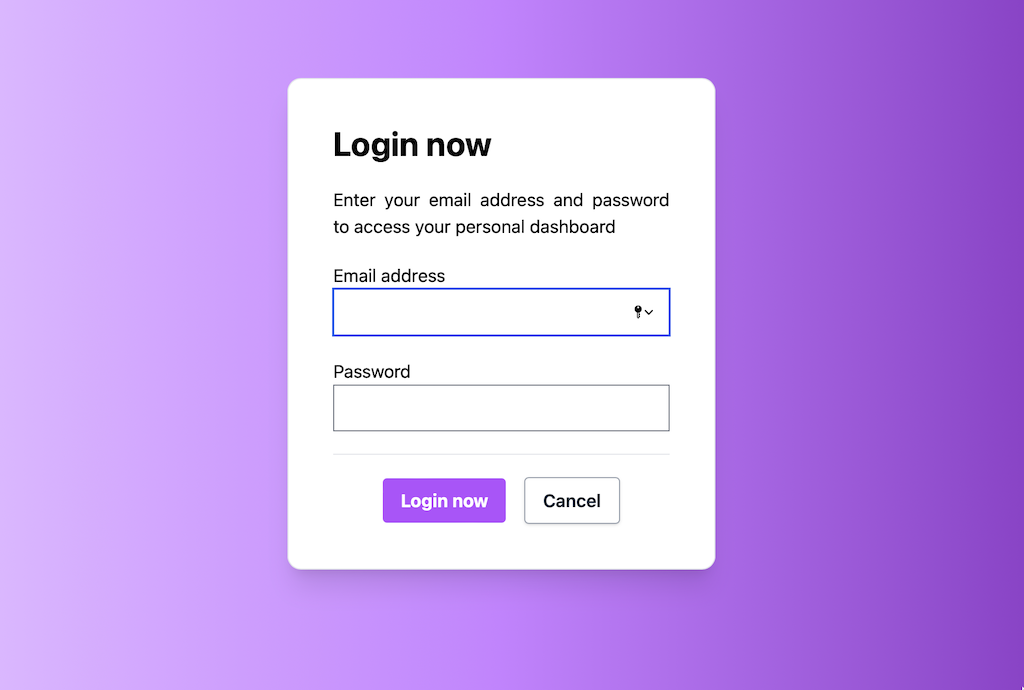 Login now
Enter your email address and password
to access your personal dashboard
Email address
Password
Login now
Cancel